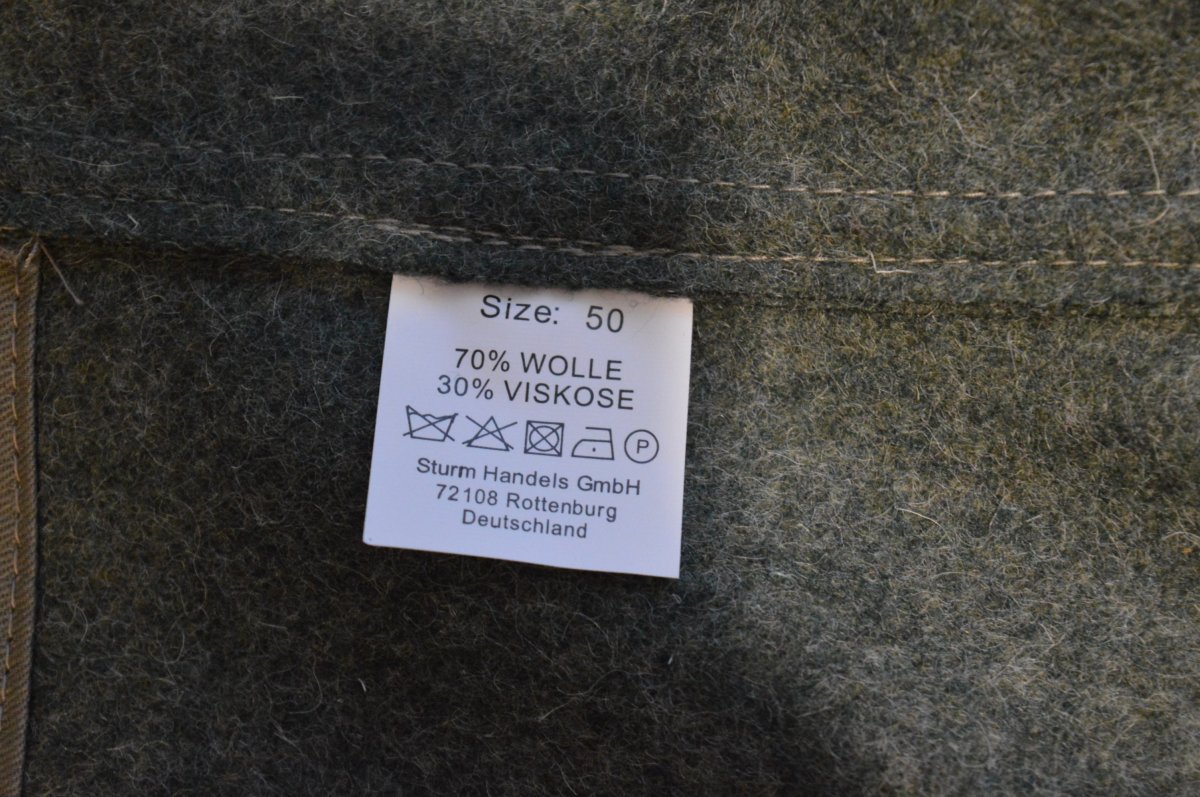 Size: 50
70% WOLLE
30% VISKOSE
P
Sturm Handels GmbH
72108 Rottenburg
Deutschland